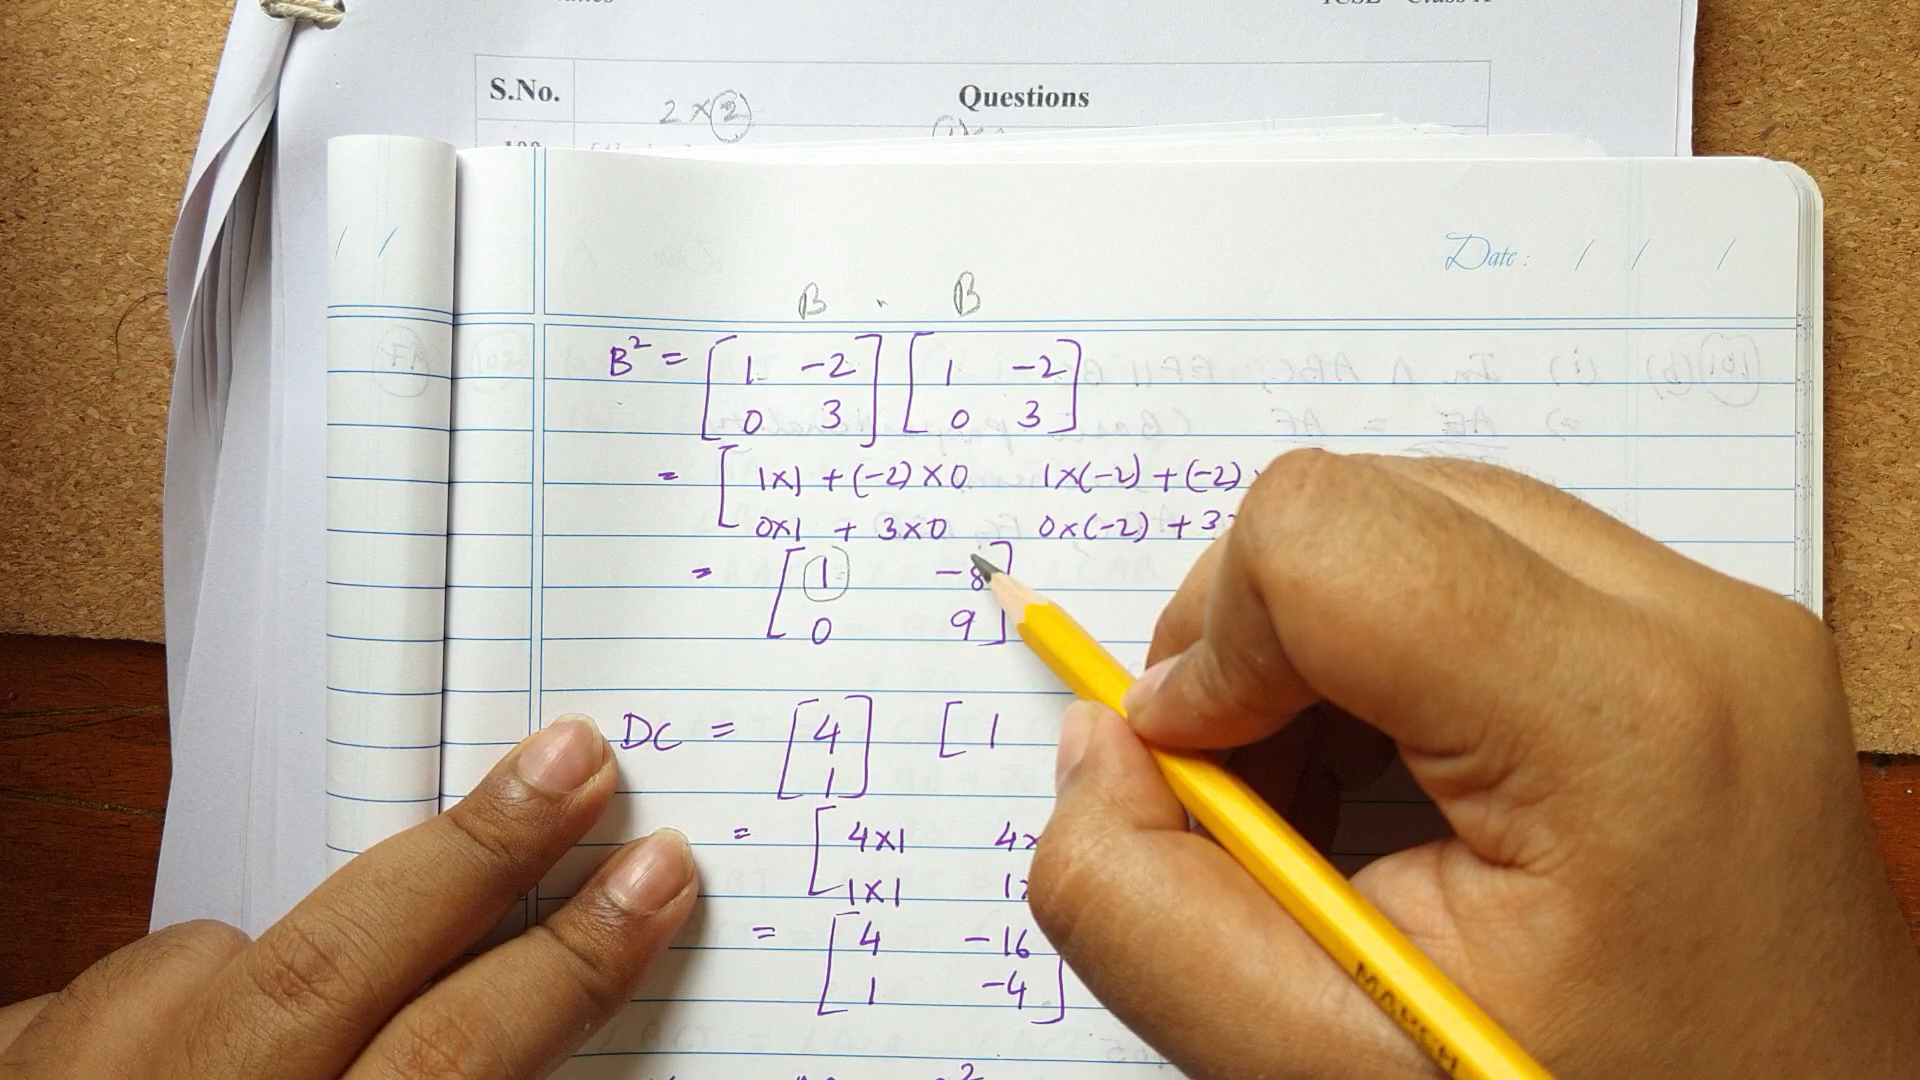 S.No. Questions
2 × 2
Date : / / /
B . B
B² = [ 1 -2 ] [ 1 -2 ]
0 3 0 3
= [ 1×1 + (-2)×0 1×(-2) + (-2)
0×1 + 3×0 0×(-2) + 3
= [ 1 -8 ]
0 9
DC = [ 4 ] [ 1
1
= [ 4×1 4×
1×1 1×
= [ 4 -16 ]
1 -4